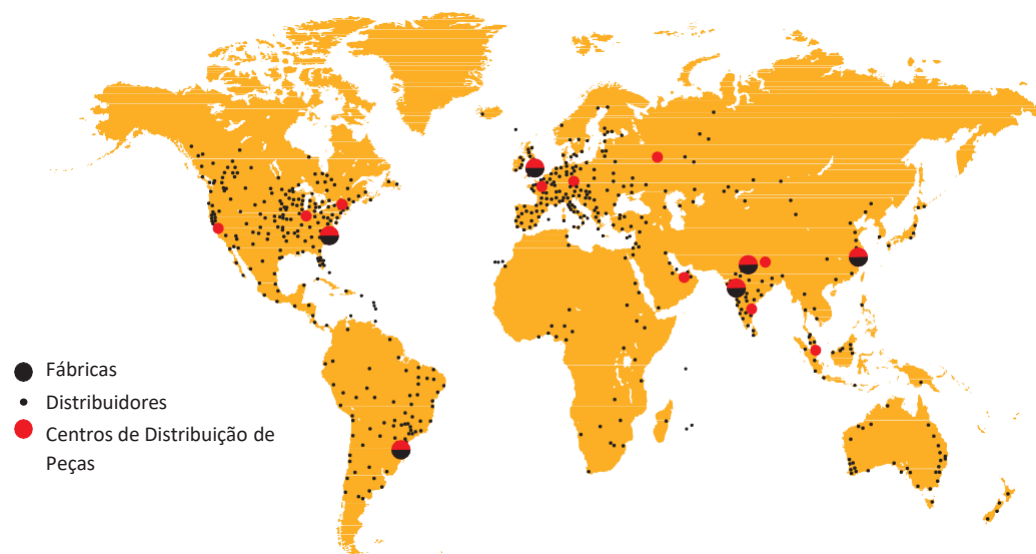 Fábricas
Distribuidores
Centros de Distribuição de
Peças